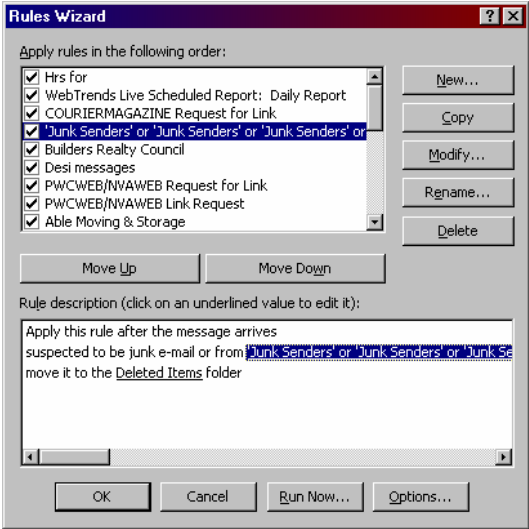 Rules Wizard
Apply rules in the following order:
Hrs for
WebTrends Live Scheduled Report: Daily Report
COURIERMAGAZINE Request for Link
'Junk Senders' or 'Junk Senders' or 'Junk Senders' or
Builders Realty Council
Desi messages
PWCWEB/NVAWEB Request for Link
PWCWEB/NVAWEB Link Request
Able Moving & Storage
New...
Copy
Modify...
Rename...
Delete
Move Up
Move Down
Rule description (click on an underlined value to edit it):
Apply this rule after the message arrives
suspected to be junk e-mail or from 'Junk Senders' or 'Junk Senders' or 'Junk Se
move it to the Deleted Items folder
OK
Cancel
Run Now...
Options...